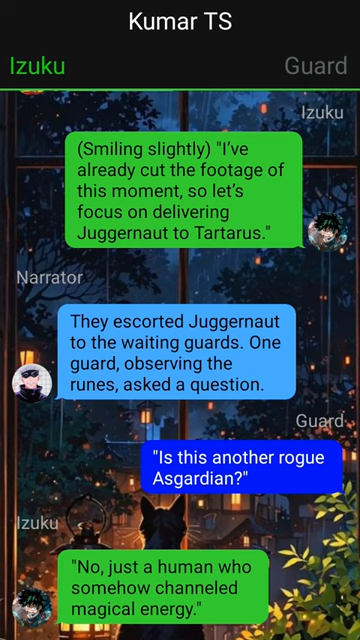 Kumar TS
Izuku Guard
Izuku
(Smiling slightly) "I’ve
already cut the footage of
this moment, so let’s
focus on delivering
Juggernaut to Tartarus."
Narrator
They escorted Juggernaut
to the waiting guards. One
guard, observing the
runes, asked a question.
Guard
"Is this another rogue
Asgardian?"
Izuku
"No, just a human who
somehow channeled
magical energy."